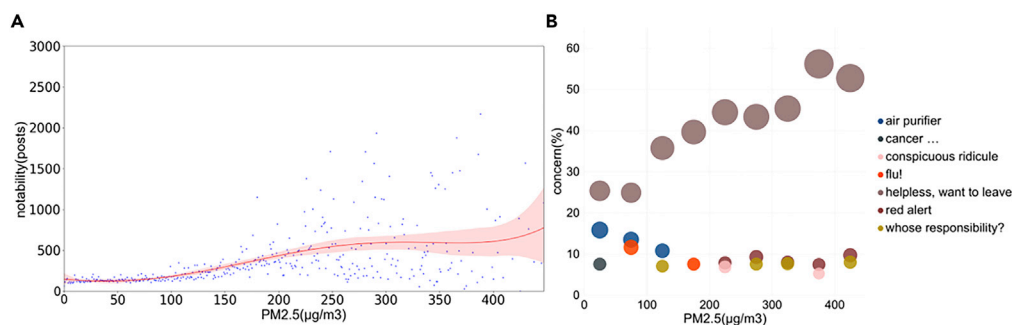 A
B
notability(posts)
3000
2500
2000
1500
1000
500
0
0 50 100 150 200 250 300 350 400
PM2.5(μg/m3)
concern(%)
60
50
40
30
20
10
0
0 100 200 300 400
PM2.5(μg/m3)
air purifier
cancer ...
conspicuous ridicule
flu!
helpless, want to leave
red alert
whose responsibility?